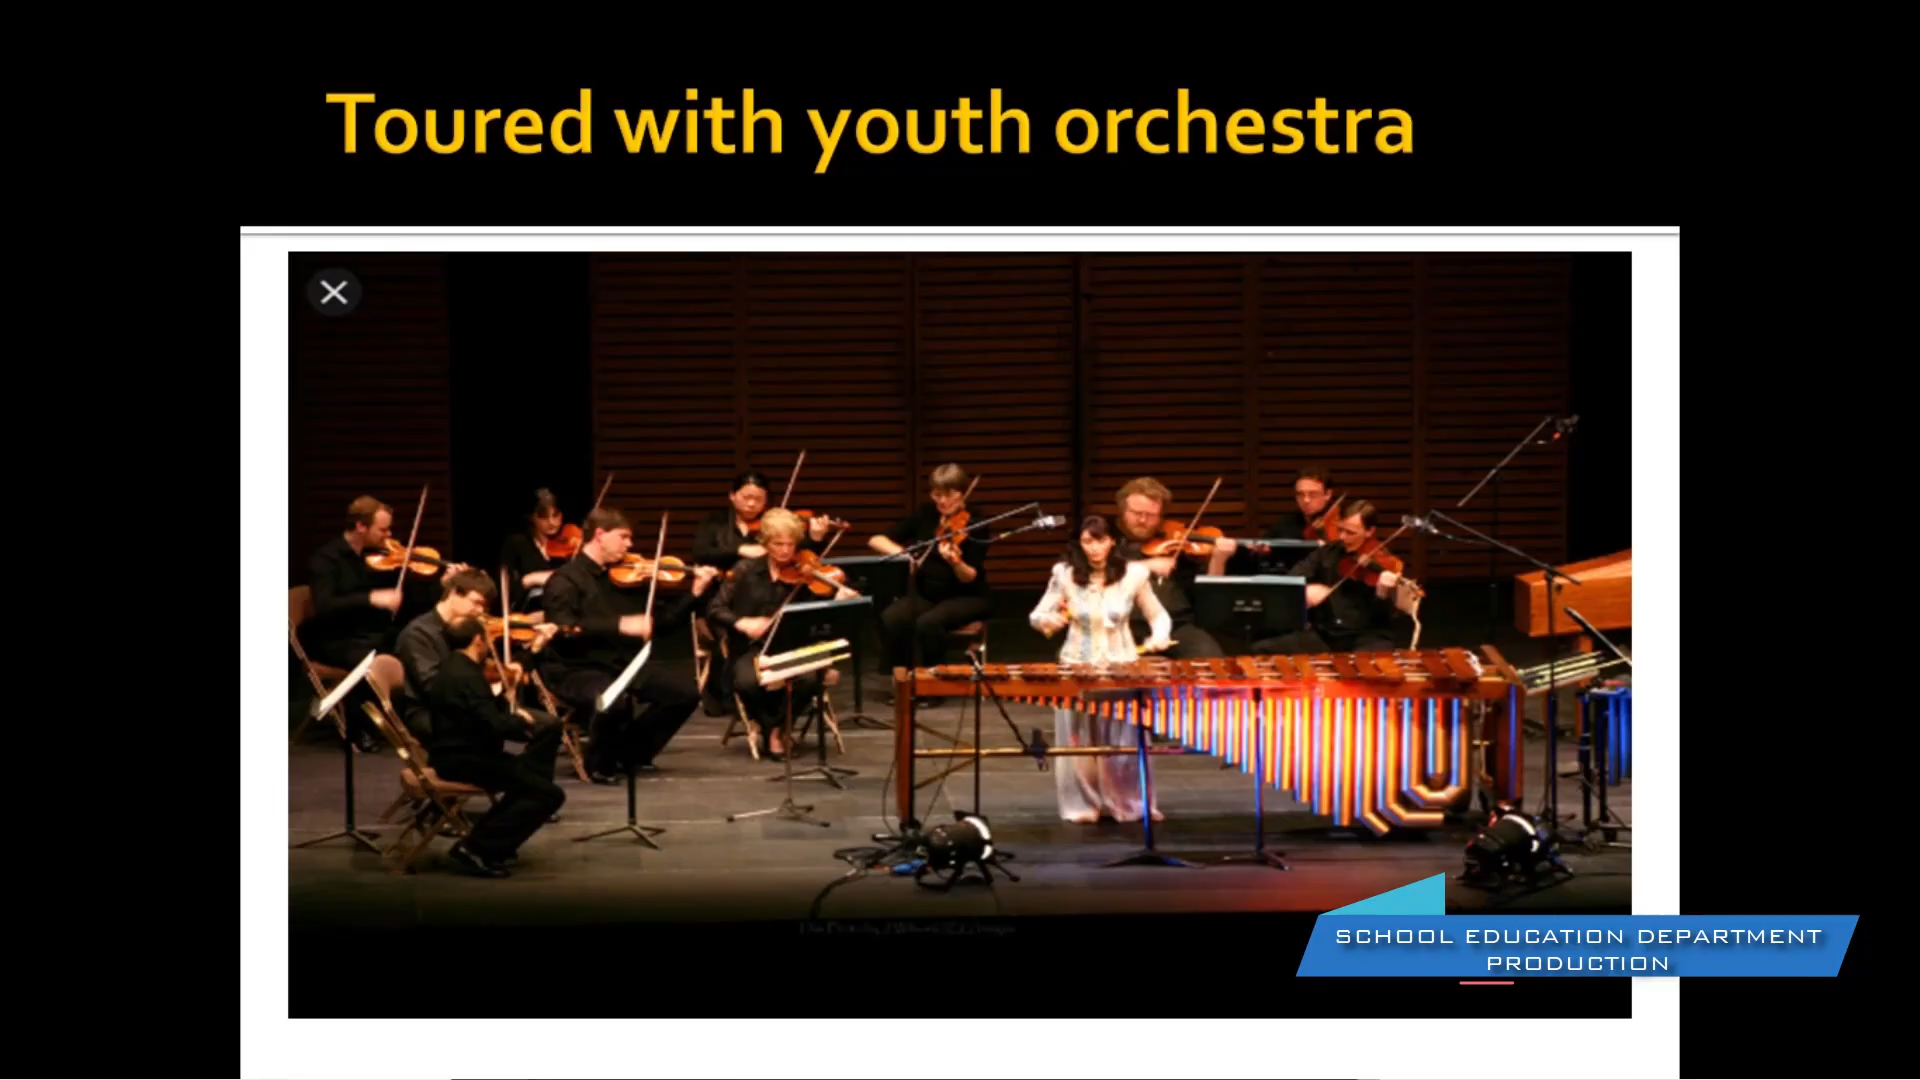 Toured with youth orchestra
SCHOOL EDUCATION DEPARTMENT
PRODUCTION